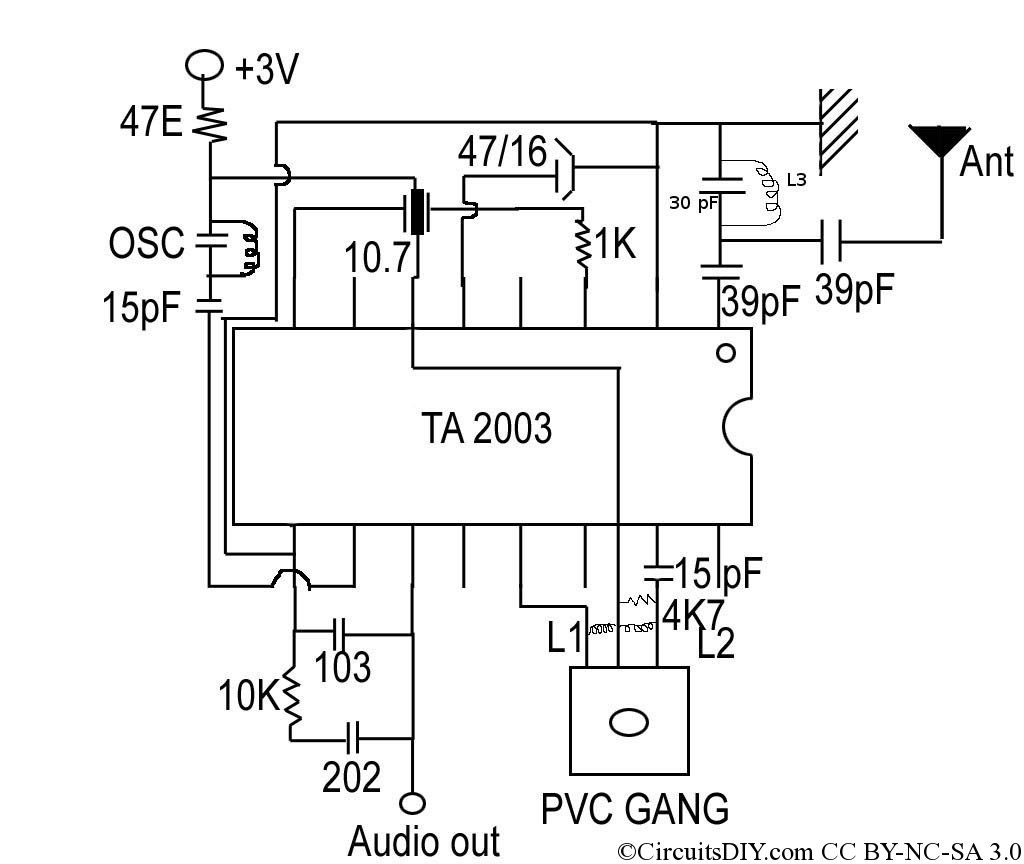 +3V
47E
47/16
Ant
L3
30 pF
OSC
10.7
1K
15pF
39pF
39pF
TA 2003
15 pF
4K7
L1
L2
103
10K
202
PVC GANG
Audio out
©CircuitsDIY.com CC BY-NC-SA 3.0